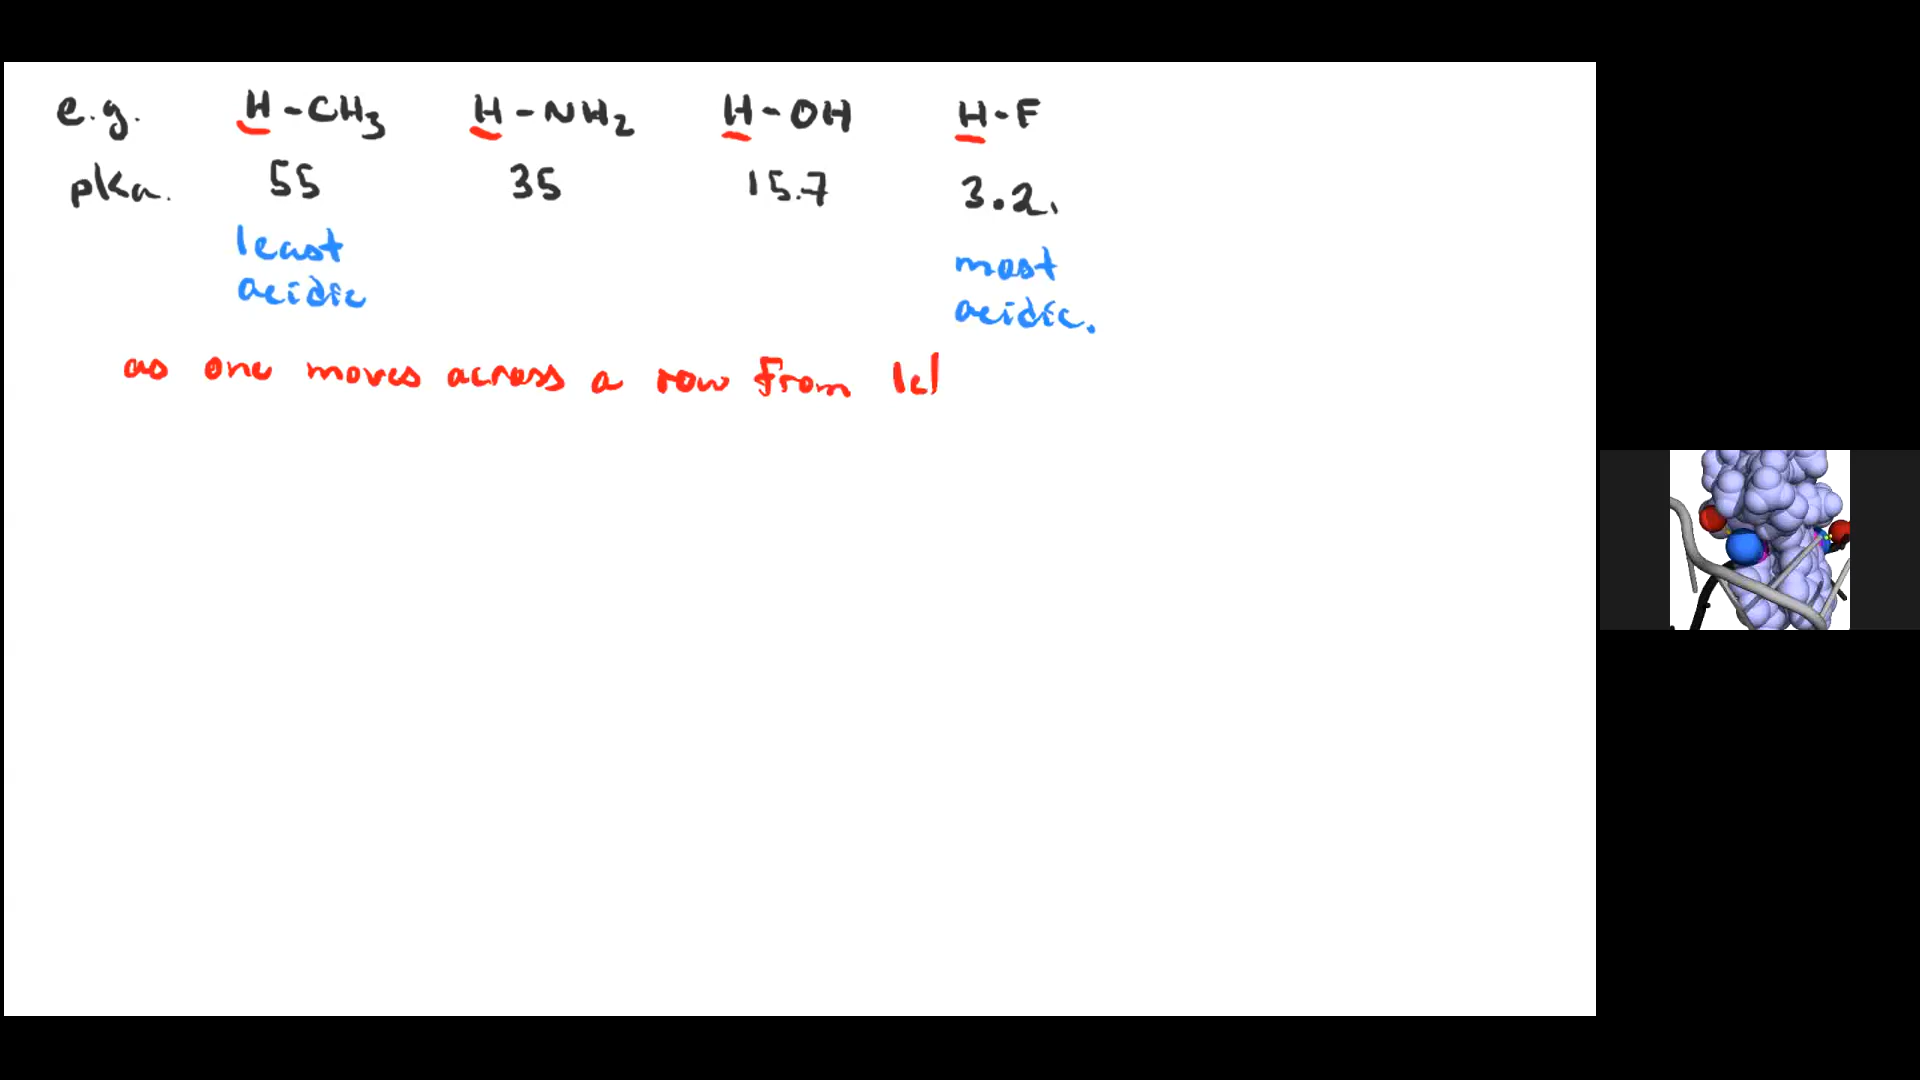 e.g. H-CH3 H-NH2 H-OH H-F
pka. 55 35 15.7 3.2.
least most
acidic acidic.
as one moves across a row from lel